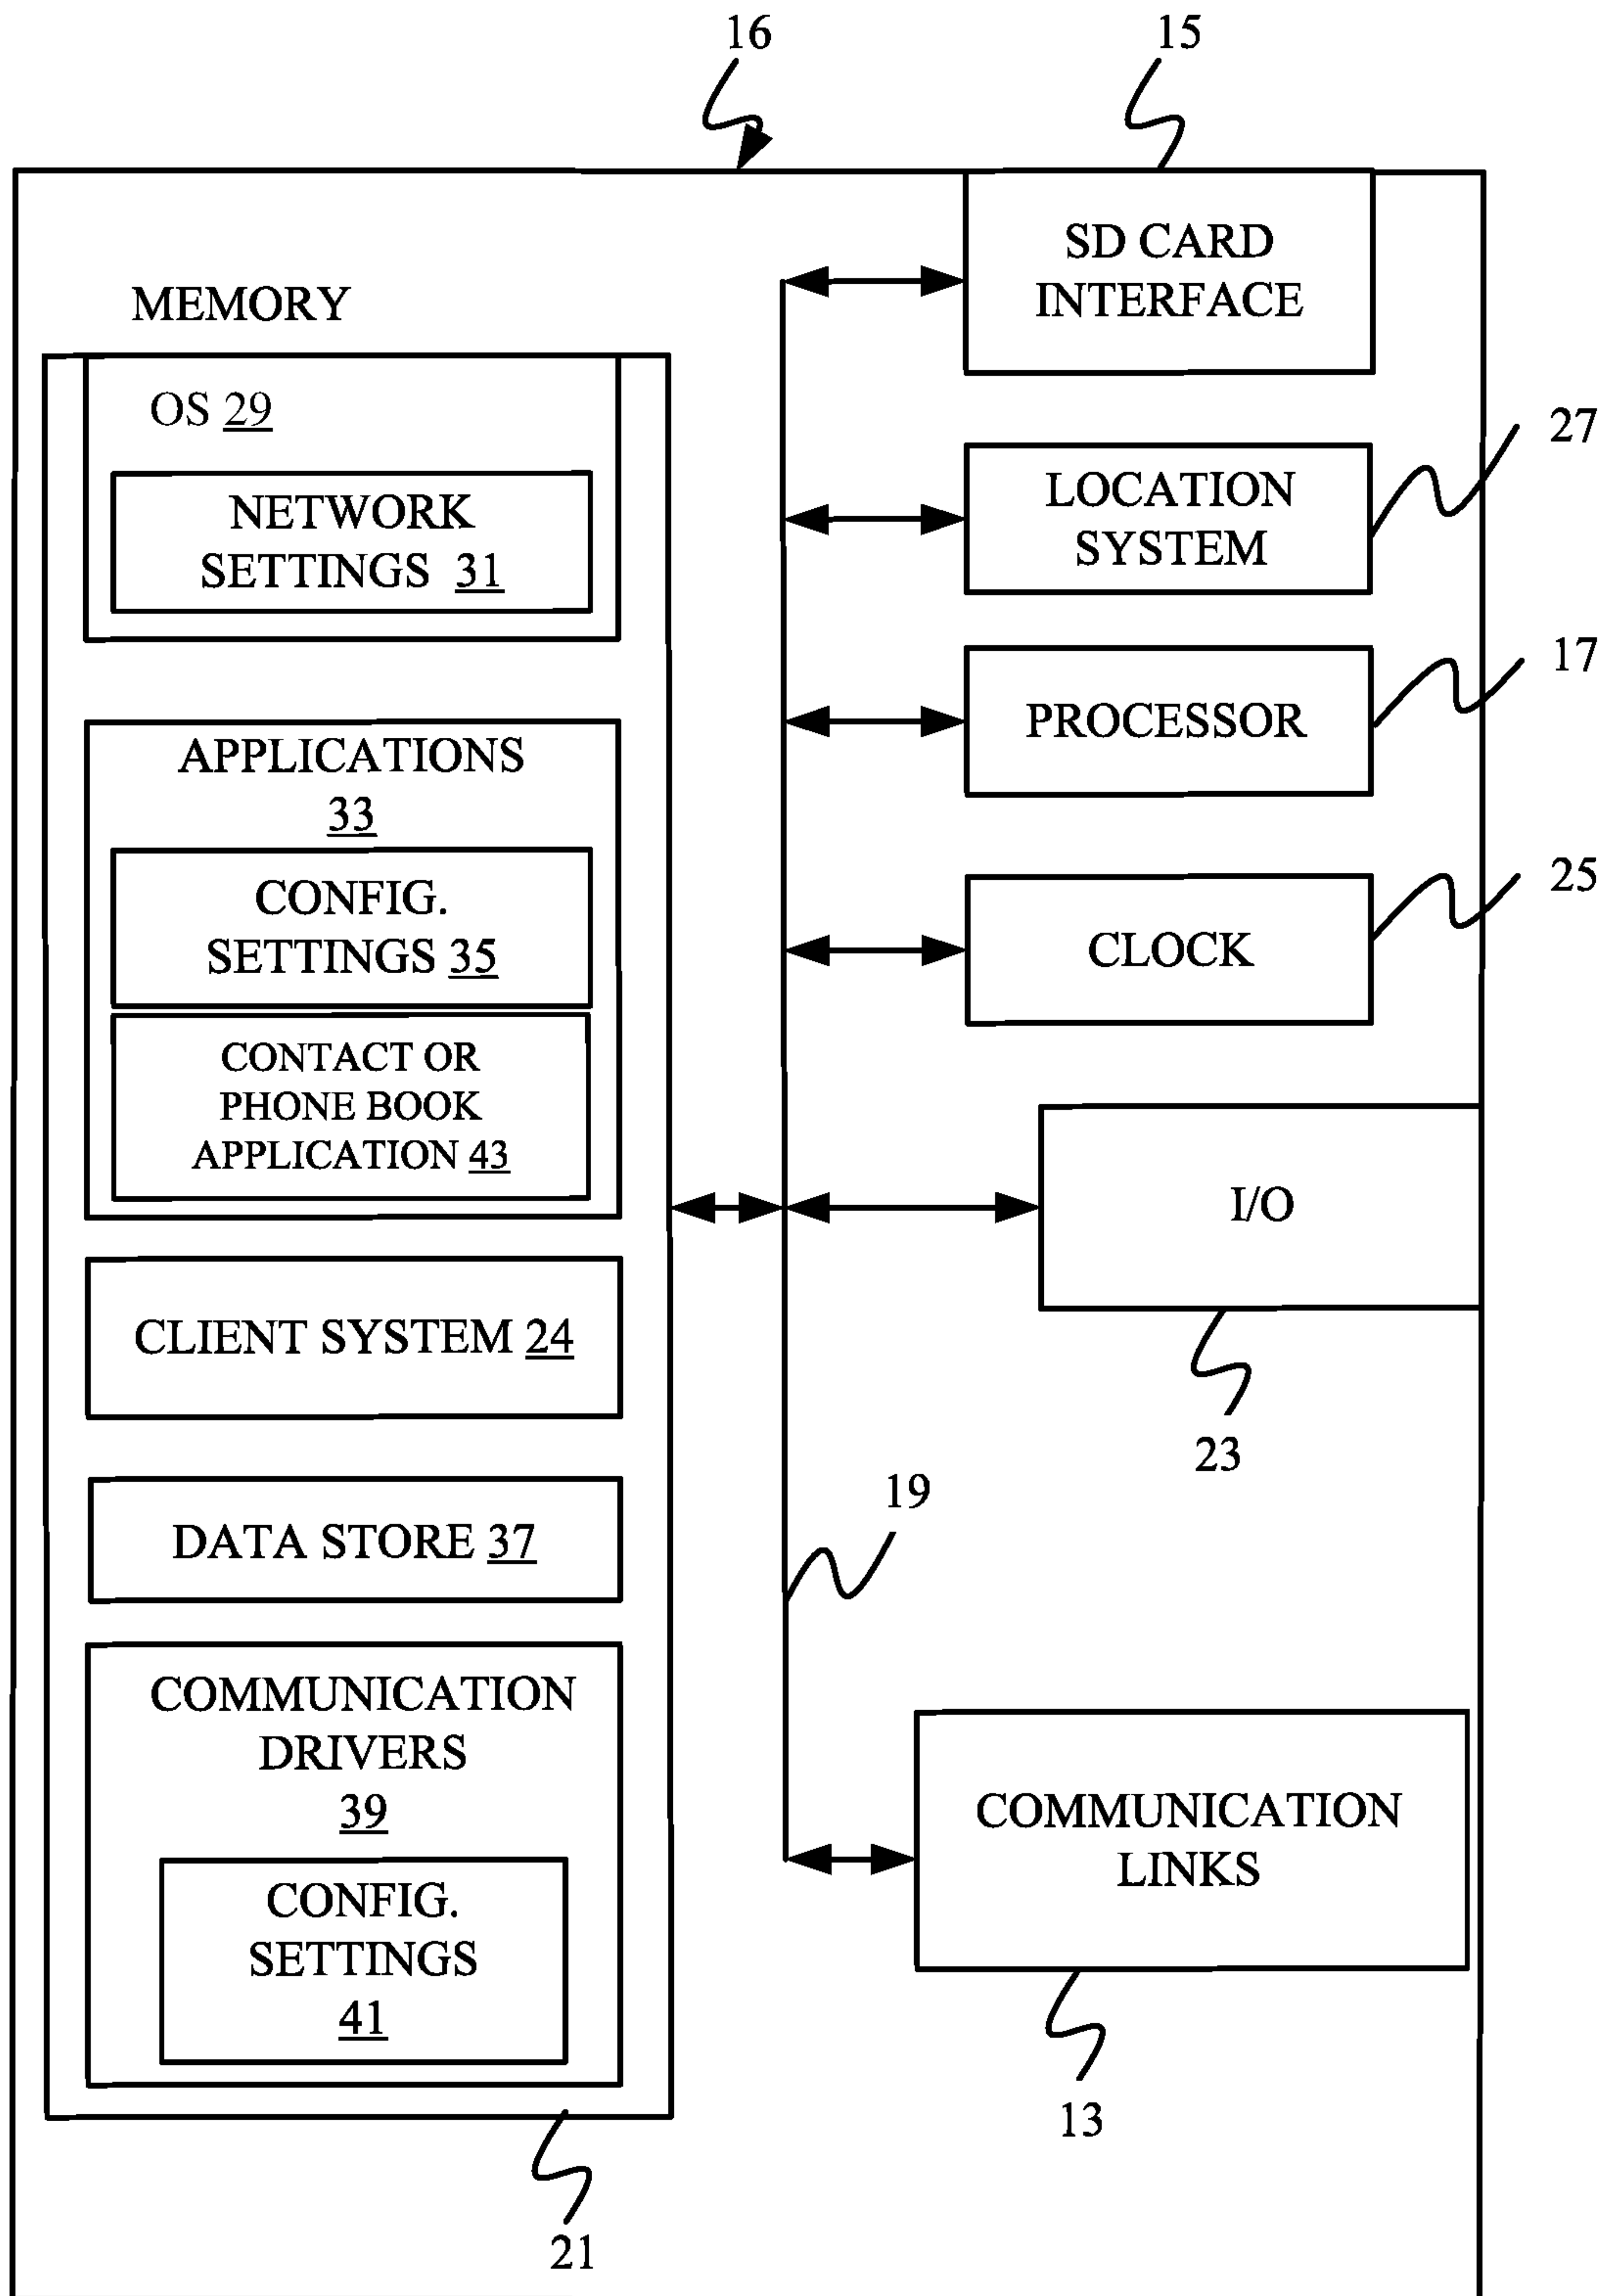 16
15
SD CARD
INTERFACE
MEMORY
OS 29
NETWORK
SETTINGS 31
APPLICATIONS
33
CONFIG.
SETTINGS 35
CONTACT OR
PHONE BOOK
APPLICATION 43
CLIENT SYSTEM 24
DATA STORE 37
COMMUNICATION
DRIVERS
39
CONFIG.
SETTINGS
41
21
27
LOCATION
SYSTEM
17
PROCESSOR
25
CLOCK
I/O
23
19
COMMUNICATION
LINKS
13